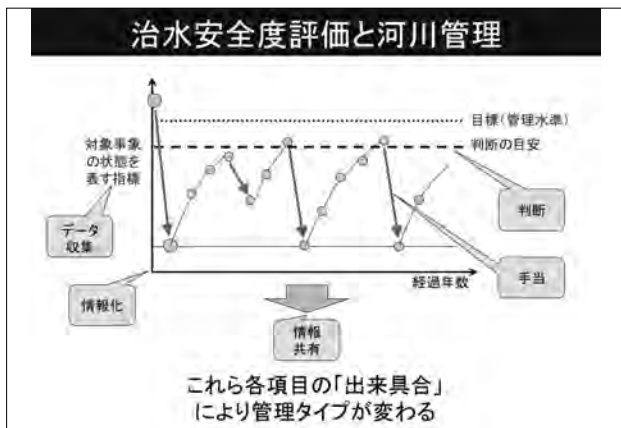 治水安全度評価と河川管理
目標(管理水準)
判断の目安
対象事象
の状態を
表す指標
判断
データ
収集
手当
経過年数
情報化
情報
共有
これら各項目の「出来具合」
により管理タイプが変わる